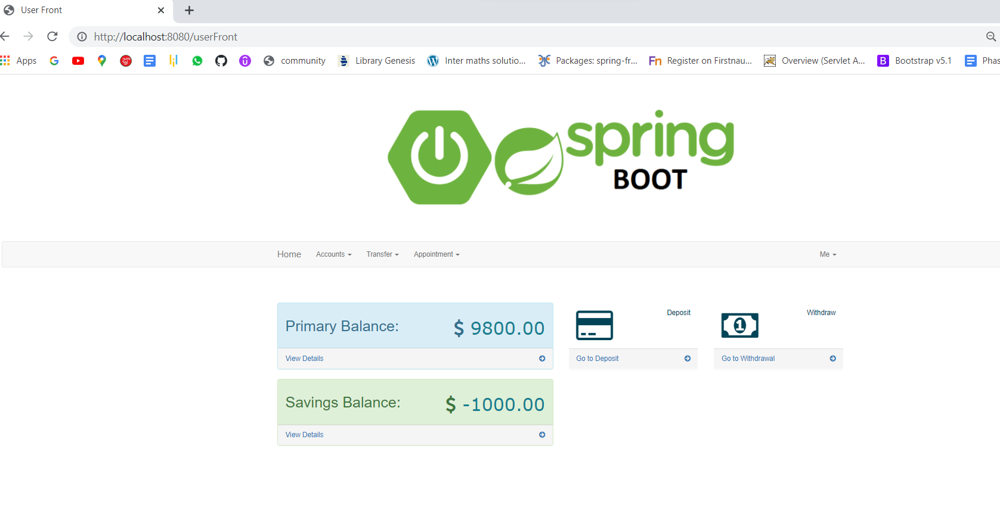 User Front
http://localhost:8080/userFront
Apps community Library Genesis Inter maths solutio... Packages: spring-fr... Fn Register on Firstnau... Overview (Servlet A... B Bootstrap v5.1 Phas
spring
BOOT
Home Accounts Transfer Appointment Me
Primary Balance: $ 9800.00
View Details
Deposit
Go to Deposit
1
Withdraw
Go to Withdrawal
Savings Balance: $ -1000.00
View Details